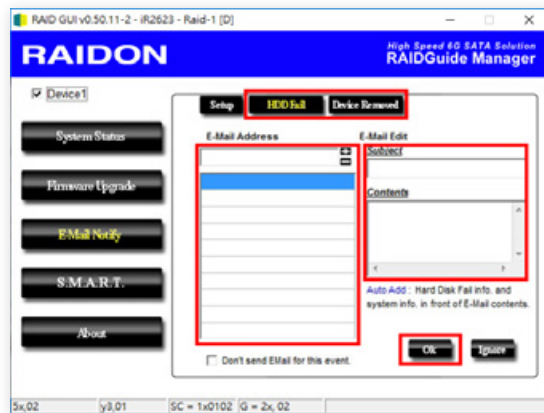 RAID GUI v0.50.11-2 - iR2623 - Raid-1 [D]
RAIDON
High Speed 6G SATA Solution
RAIDGuide Manager
Device1
Setup
HDD Fail
Device Removed
System Status
Firmware Upgrade
E-Mail Notify
S.M.A.R.T.
About
E-Mail Address
E-Mail Edit
Subject
Contents
Auto Add : Hard Disk Fail info. and
system info. in front of E-Mail contents.
Don't send EMail for this event.
Ok
Ignore
5x,02
y3,01
SC = 1x0102
G = 2x, 02